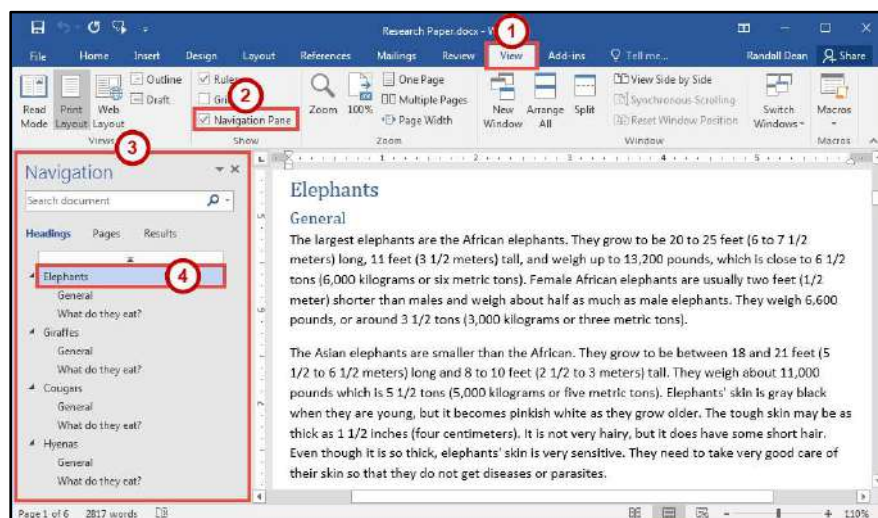 Research Paper.docx - W
1
File Home Insert Design Layout References Mailings Review View Add-ins Tell me... Randall Dean Share
Read Mode
Print Layout
Web Layout
Outline
Draft
Views
Ruler
2
Navigation Pane
Show
Zoom
100%
One Page
Multiple Pages
Page Width
Zoom
New Window
Arrange All
Split
View Side by Side
Synchronous Scrolling
Reset Window Position
Window
Switch Windows
Macros
Macros
3
Navigation
Search document
Headings Pages Results
Elephants
4
General
What do they eat?
Giraffes
General
What do they eat?
Cougars
General
What do they eat?
Hyenas
General
What do they eat?
1 2 3 4 5
Elephants
General
The largest elephants are the African elephants. They grow to be 20 to 25 feet (6 to 7 1/2
meters) long, 11 feet (3 1/2 meters) tall, and weigh up to 13,200 pounds, which is close to 6 1/2
tons (6,000 kilograms or six metric tons). Female African elephants are usually two feet (1/2
meter) shorter than males and weigh about half as much as male elephants. They weigh 6,600
pounds, or around 3 1/2 tons (3,000 kilograms or three metric tons).
The Asian elephants are smaller than the African. They grow to be between 18 and 21 feet (5
1/2 to 6 1/2 meters) long and 8 to 10 feet (2 1/2 to 3 meters) tall. They weigh about 11,000
pounds which is 5 1/2 tons (5,000 kilograms or five metric tons). Elephants' skin is gray black
when they are young, but it becomes pinkish white as they grow older. The tough skin may be as
thick as 1 1/2 inches (four centimeters). It is not very hairy, but it does have some short hair.
Even though it is so thick, elephants' skin is very sensitive. They need to take very good care of
their skin so that they do not get diseases or parasites.
Page 1 of 6 2817 words
110%